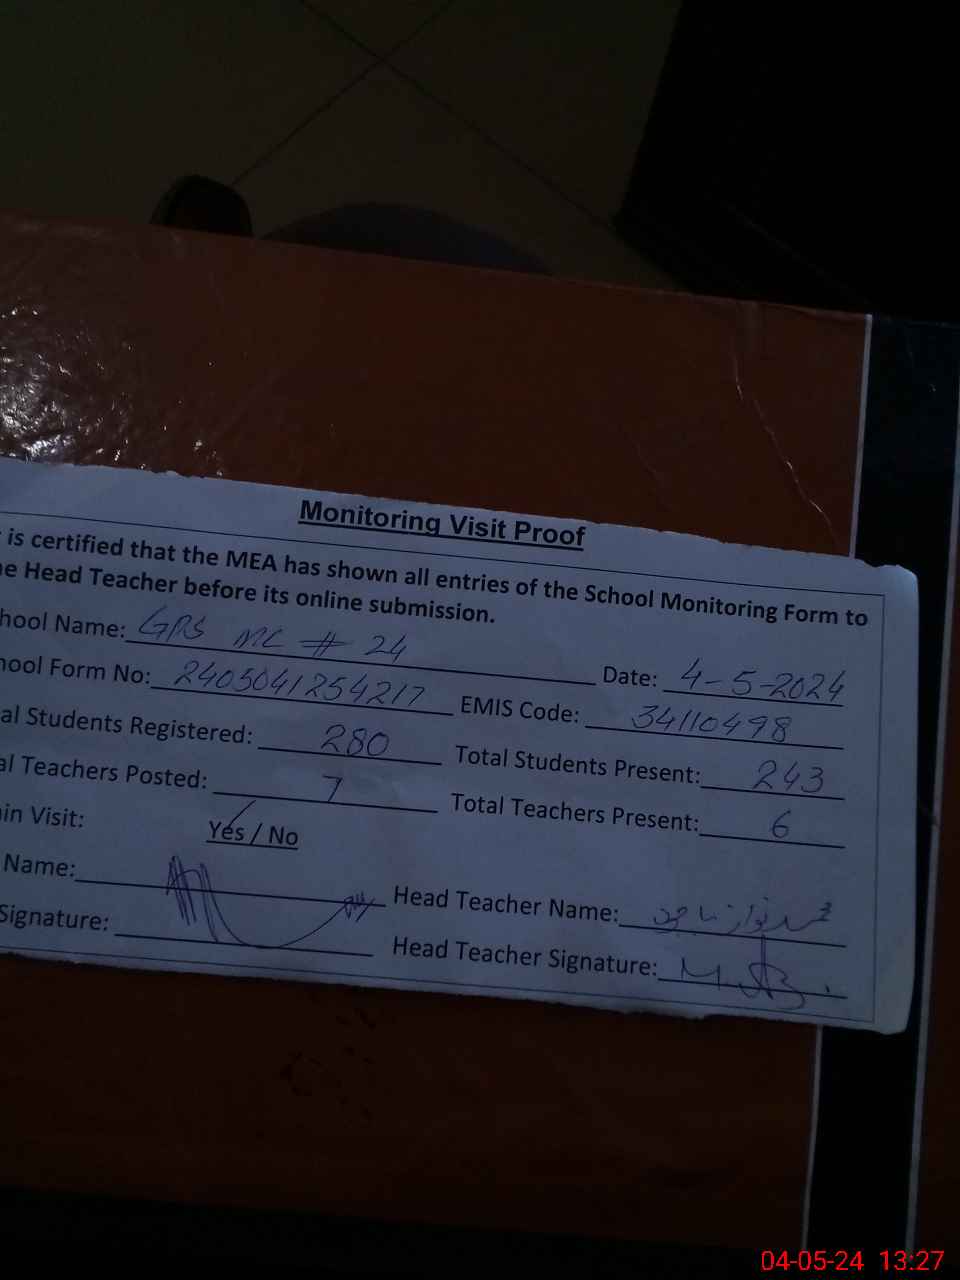 Monitoring Visit Proof
is certified that the MEA has shown all entries of the School Monitoring Form to
he Head Teacher before its online submission.
hool Name: GPS MC # 24 Date: 4-5-2024
hool Form No: 2405041254217 EMIS Code: 34110498
al Students Registered: 280 Total Students Present: 243
al Teachers Posted: 7 Total Teachers Present: 6
in Visit: Yes / No
Name: Head Teacher Name:
Signature: Head Teacher Signature:
04-05-24 13:27